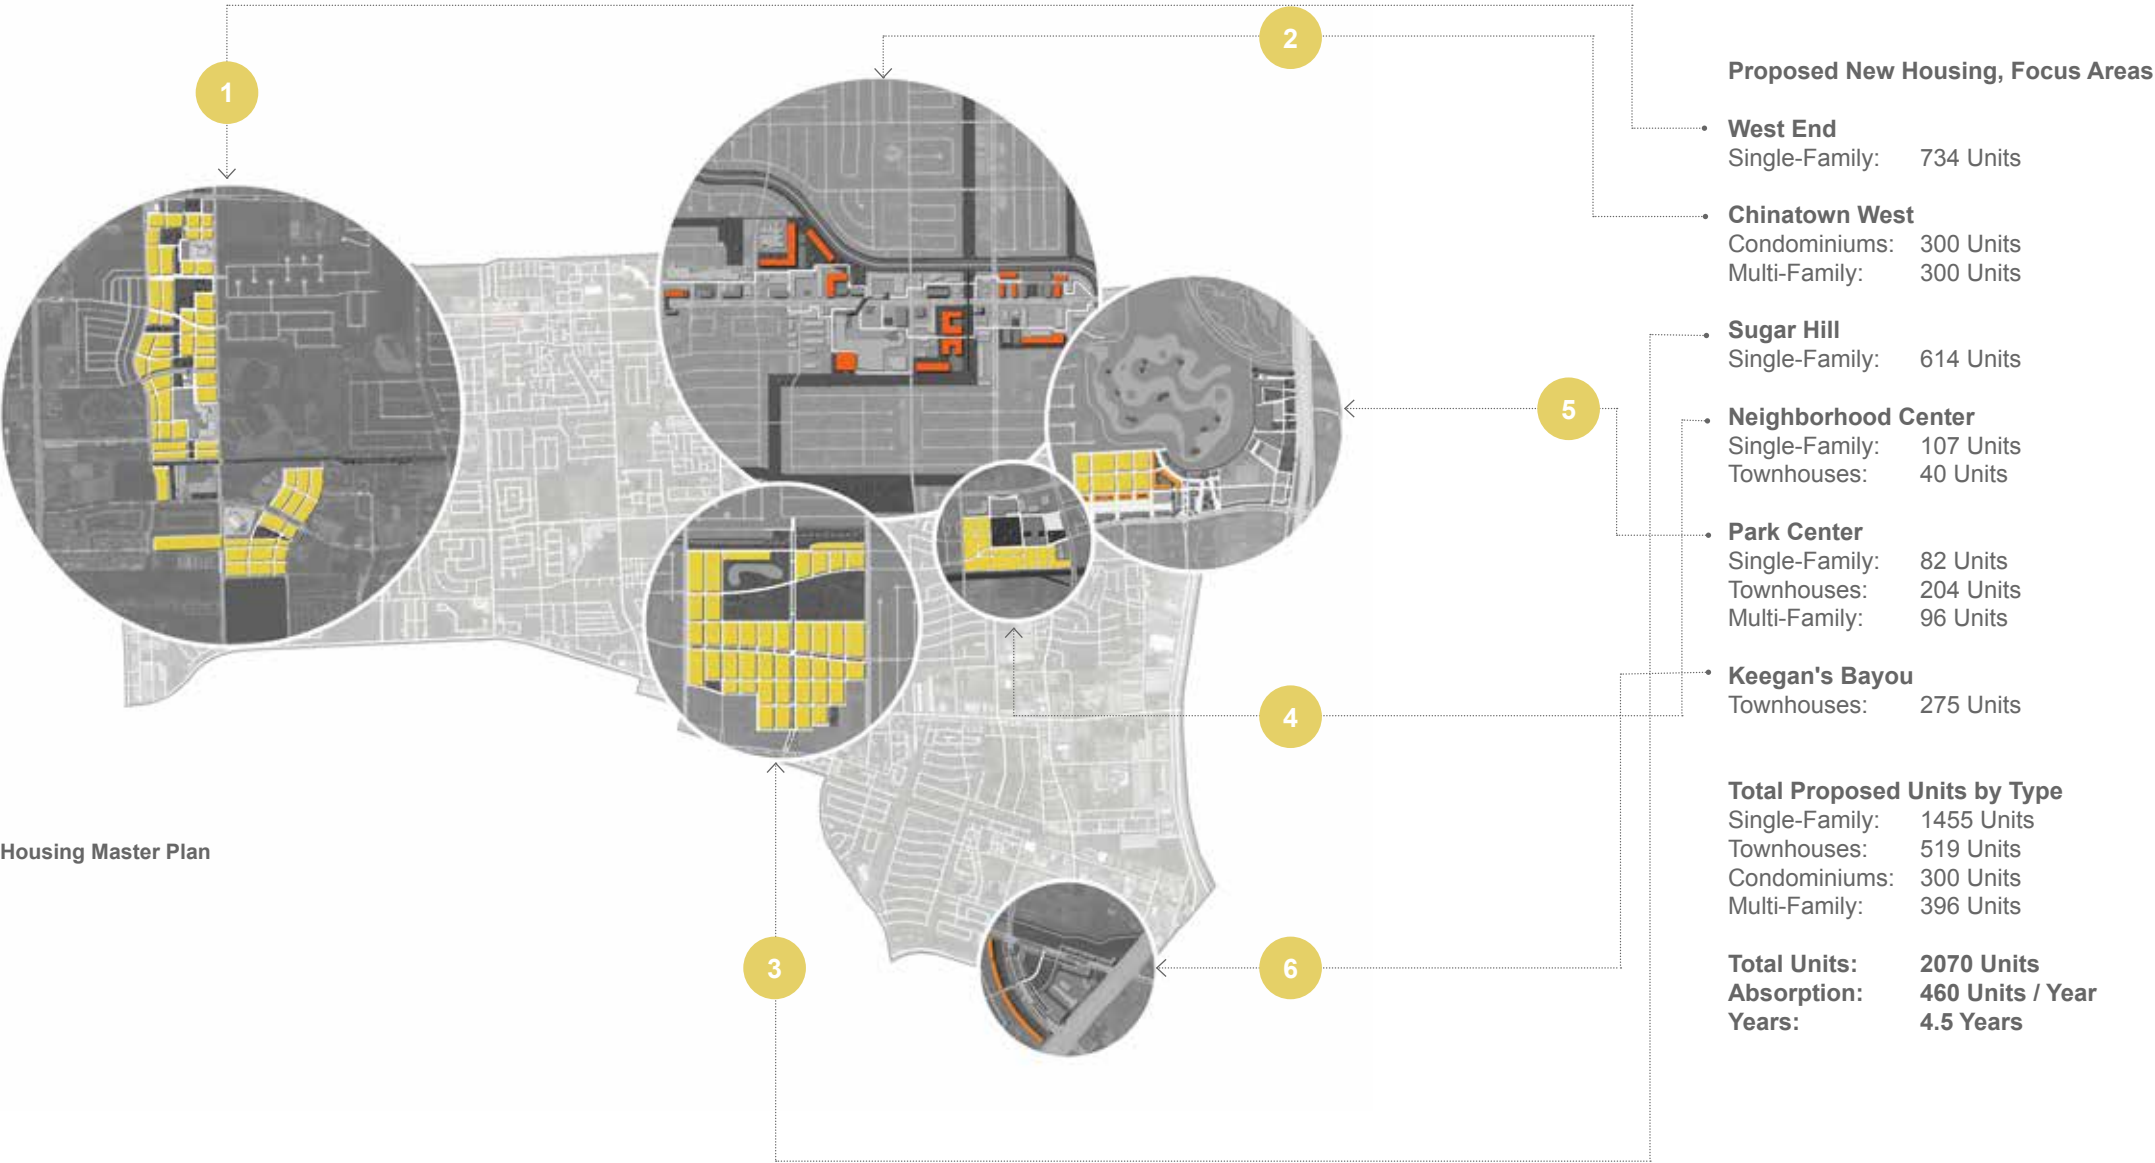 1
2
3
4
5
6
Housing Master Plan
Proposed New Housing, Focus Areas
West End
Single-Family: 734 Units
Chinatown West
Condominiums: 300 Units
Multi-Family: 300 Units
Sugar Hill
Single-Family: 614 Units
Neighborhood Center
Single-Family: 107 Units
Townhouses: 40 Units
Park Center
Single-Family: 82 Units
Townhouses: 204 Units
Multi-Family: 96 Units
Keegan's Bayou
Townhouses: 275 Units
Total Proposed Units by Type
Single-Family: 1455 Units
Townhouses: 519 Units
Condominiums: 300 Units
Multi-Family: 396 Units
Total Units: 2070 Units
Absorption: 460 Units / Year
Years: 4.5 Years